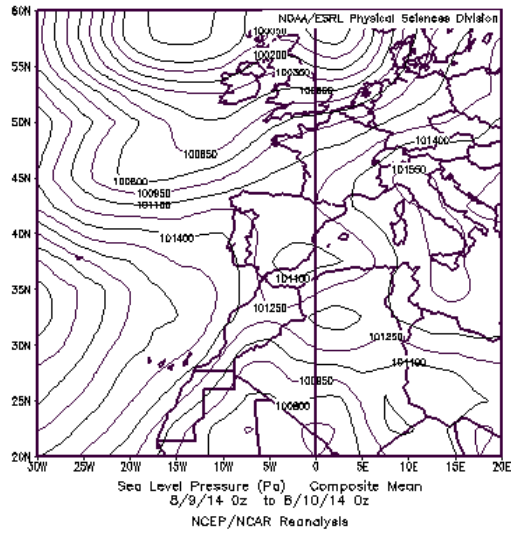 60N
NOAA/ESRL Physical Sciences Division
100050
100200
55N
100350
100800
50N
101400
100650
101550
45N
100800
100950
101100
40N
101400
101100
35N
101250
101250
30N
101100
100950
25N
100800
20N
30W 25W 20W 15W 10W 5W 0 5E 10E 15E 20E
Sea Level Pressure (Pa) Composite Mean
8/9/14 0z to 8/10/14 0z
NCEP/NCAR Reanalysis